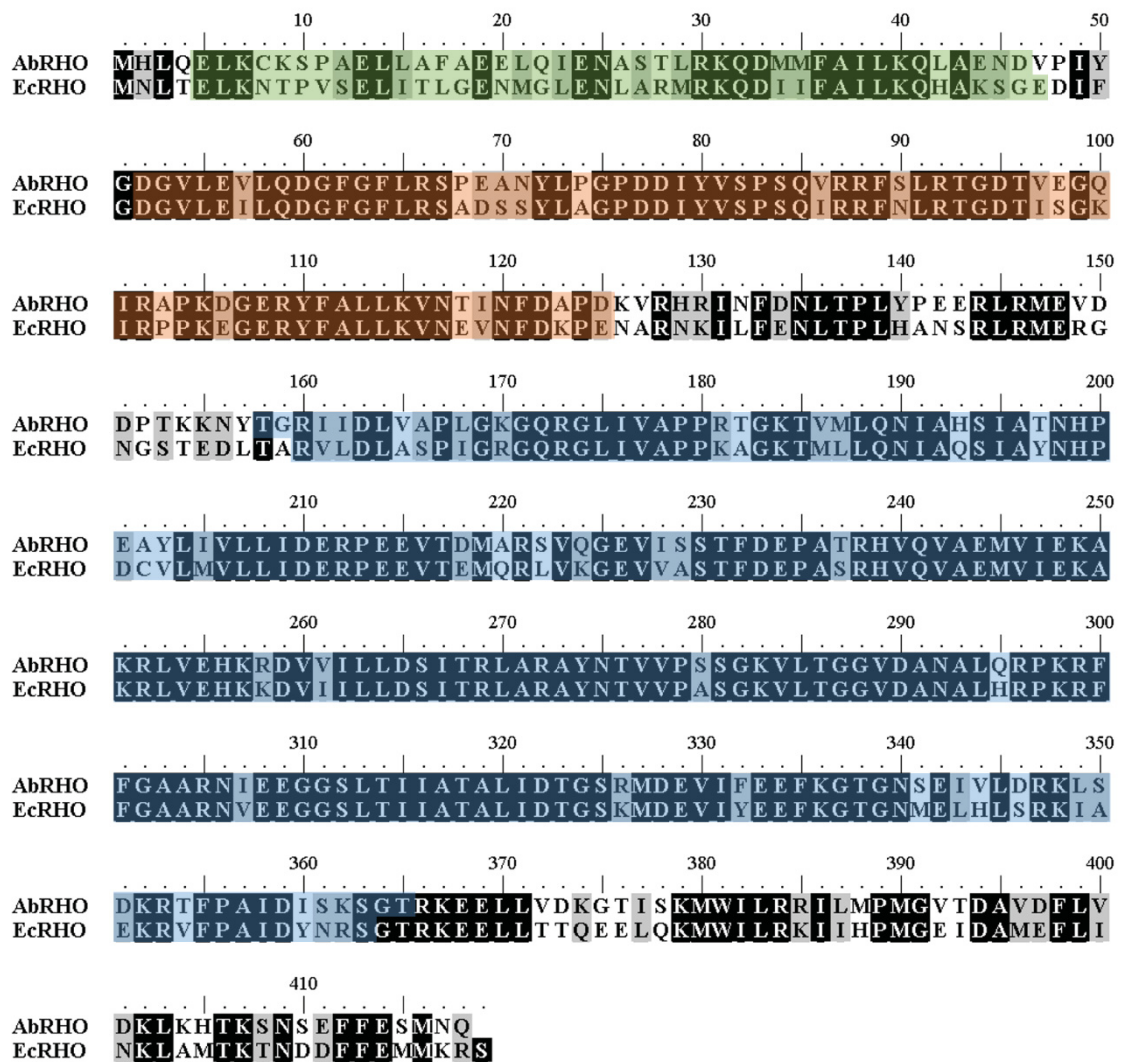 10 20 30 40 50
AbRHO MHLQELKCKSPAELLAFAEELQIENASTLRKQDMMFAILKQLAENDVPIY
EcRHO MNLTELKNTPVSELITLGENMGLENLARMRKQDIIFAILKQHAKSGEDIF
60 70 80 90 100
AbRHO GDGVLEVLQDGFGFLRSPEANYLPGPDDIYVSPSQVRRFSLRTGDTVEGQ
EcRHO GDGVLEILQDGFGFLRSADSSYLAGPDDIYVSPSQIRRFNLRTGDTISGK
110 120 130 140 150
AbRHO IRAPKDGERYFALLKVNTINFDAPDKVRHRINFDNLTPLYPEERLRMEVD
EcRHO IRPPKEGERYFALLKVNEVNFDKPENARNKILFENLTPLHANSRLRMERG
160 170 180 190 200
AbRHO DPTKKNYTGRIIDLVAPLGKGQRGLIVAPPRTGKTVMLQNIAHSIATNHP
EcRHO NGSTEDLTARVLDLASPIGRGQRGLIVAPPKAGKTMLLQNIAQSIAYNHP
210 220 230 240 250
AbRHO EAYLIVLLIDERPEEVTDMARSVQGEVISSTFDEPATRHVQVAEMVIEKA
EcRHO DCVLMVLLIDERPEEVTEMQRLVKGEVVASTFDEPASRHVQVAEMVIEKA
260 270 280 290 300
AbRHO KRLVEHKRDVVILLDSITRLARAYNTVVPSSGKVLTGGVDANALQRPKRF
EcRHO KRLVEHKKDVIILLDSITRLARAYNTVVPASGKVLTGGVDANALHRPKRF
310 320 330 340 350
AbRHO FGAARNIEEGGSLTIIATALIDTGSRMDEVIFEEFKGTGNSEIVLDRKLS
EcRHO FGAARNVEEGGSLTIIATALIDTGSKMDEVIYEEFKGTGNMELHLSRKIA
360 370 380 390 400
AbRHO DKRTFPAIDISKSGTRKEELLVDKGTISKMWILRRILMPMGVTDAVDFLV
EcRHO EKRVFPAIDYNRSGTRKEELLTTQEELQKMWILRKIIHPMGEIDAMEFLI
410
AbRHO DKLKHTKSNSEFFESMNQ
EcRHO NKLAMTKTNDDFFEMMKRS